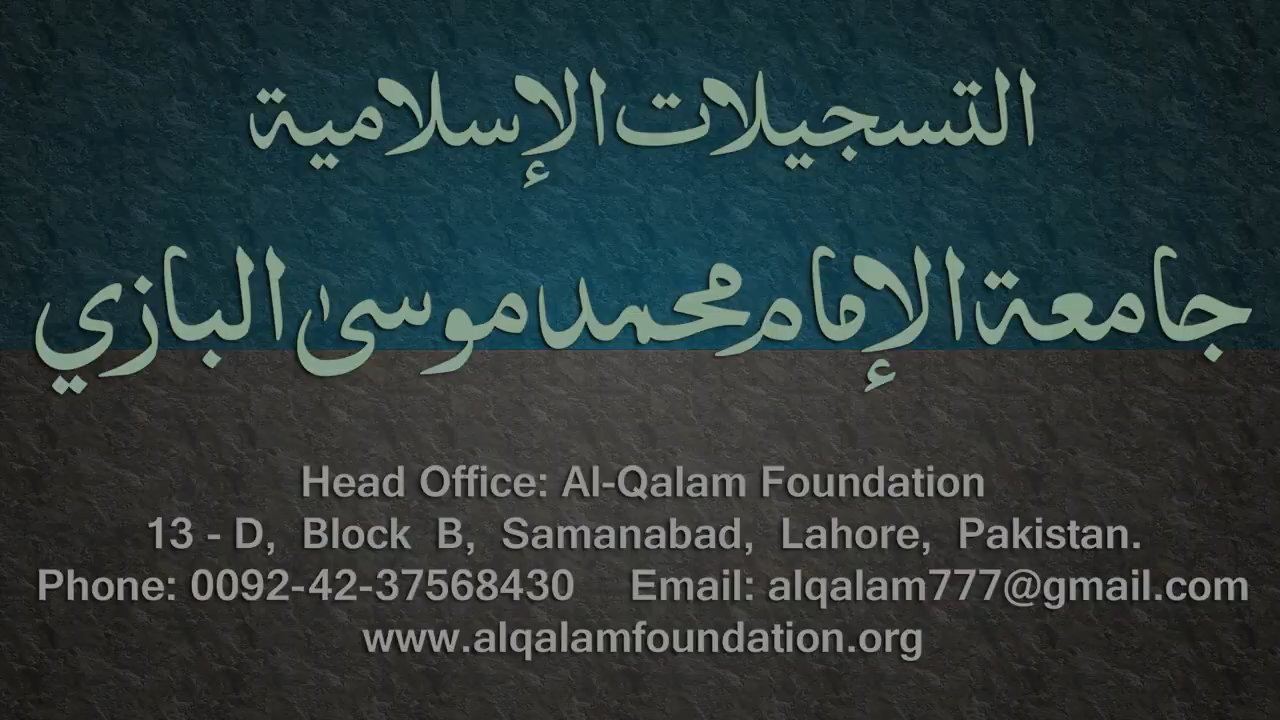 التسجيلات الإسلامية
جامعة الإمام محمد موسىٰ البازي
Head Office: Al-Qalam Foundation
13 - D, Block B, Samanabad, Lahore, Pakistan.
Phone: 0092-42-37568430 Email: alqalam777@gmail.com
www.alqalamfoundation.org